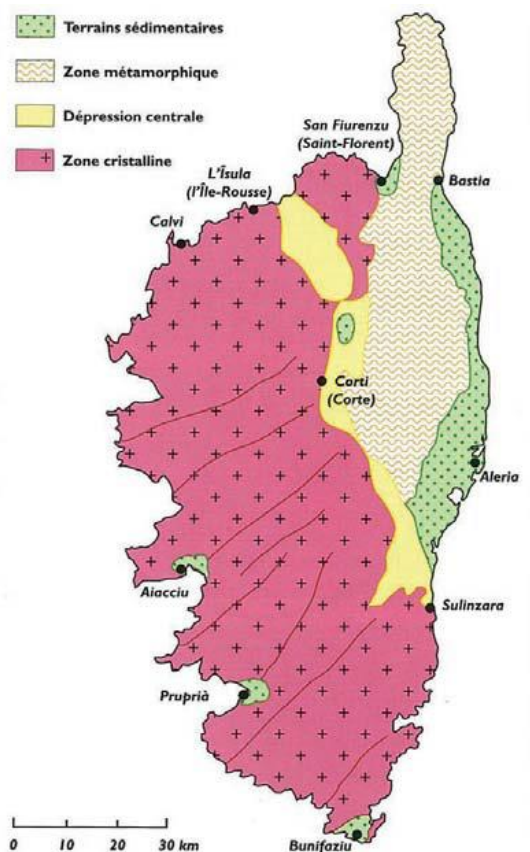 Terrains sédimentaires
Zone métamorphique
Dépression centrale
Zone cristalline
San Fiurenzu
(Saint-Florent)
Bastia
L'Ïsula
(l'Île-Rousse)
Calvi
Corti
(Corte)
Aleria
Aiacciu
Sulinzara
Pruprià
Bunifaziu
0 10 20 30 km